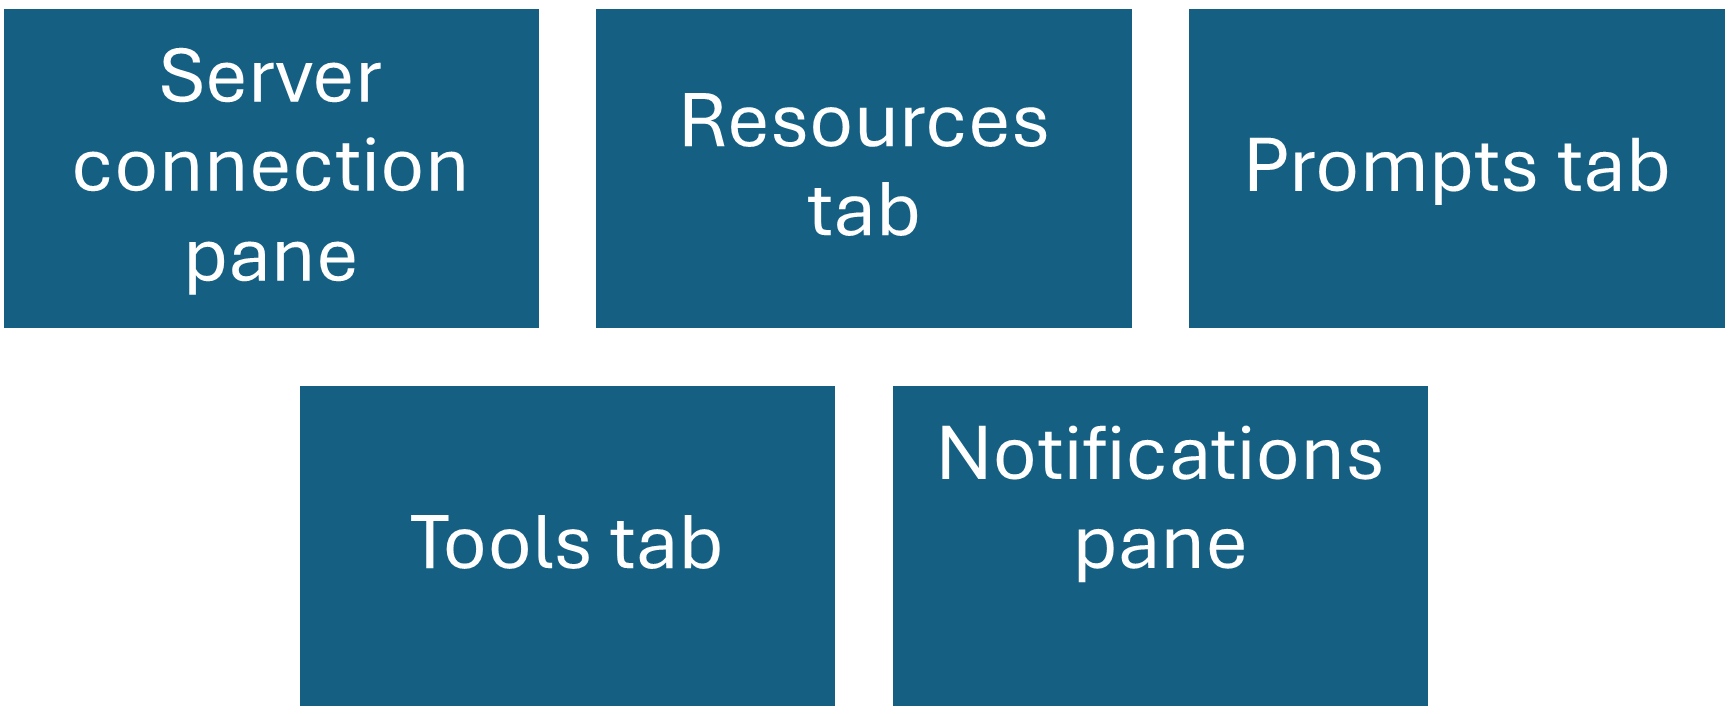 Server
connection
pane
Resources
tab
Prompts tab
Tools tab
Notifications
pane